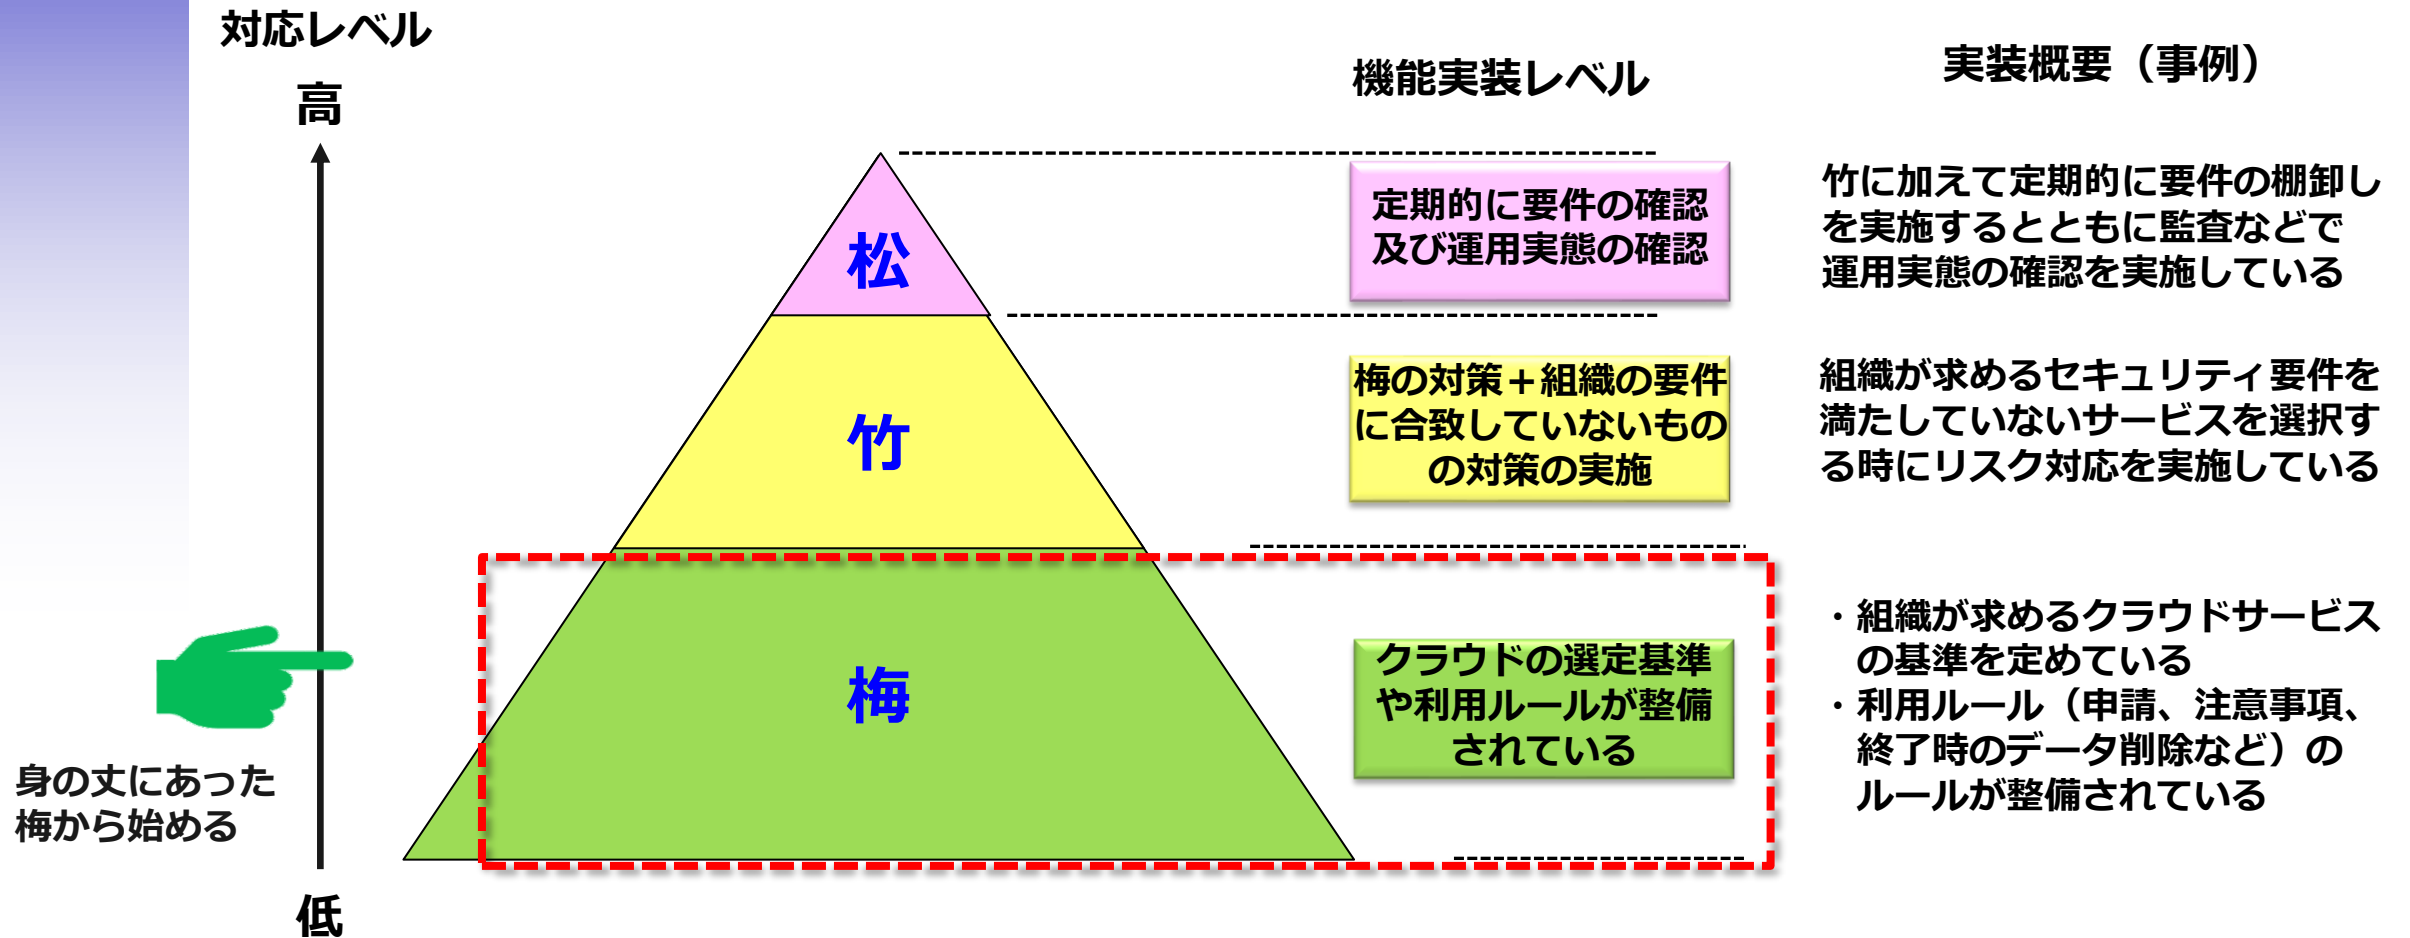 対応レベル
高
機能実装レベル
実装概要（事例）
松
定期的に要件の確認
及び運用実態の確認
竹に加えて定期的に要件の棚卸し
を実施するとともに監査などで
運用実態の確認を実施している
竹
梅の対策＋組織の要件
に合致していないもの
の対策の実施
組織が求めるセキュリティ要件を
満たしていないサービスを選択す
る時にリスク対応を実施している
梅
クラウドの選定基準
や利用ルールが整備
されている
・組織が求めるクラウドサービス
の基準を定めている
・利用ルール（申請、注意事項、
終了時のデータ削除など）の
ルールが整備されている
身の丈にあった
梅から始める
低